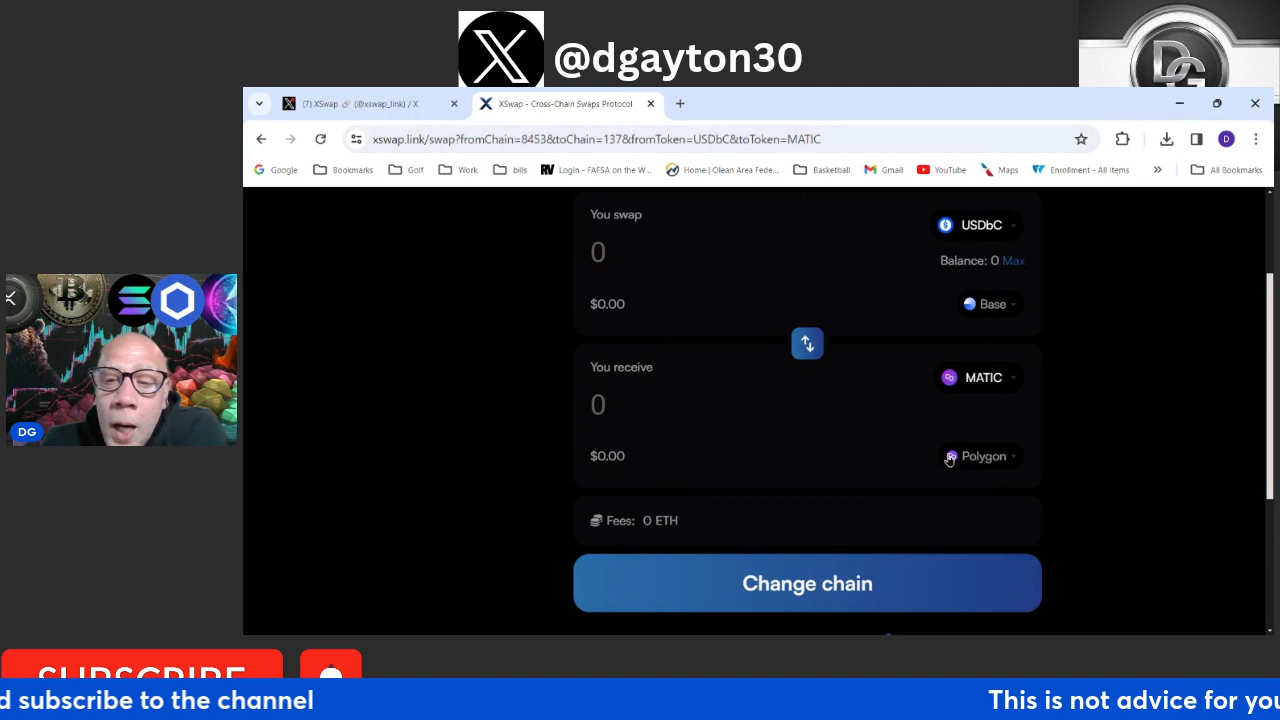 @dgayton30
DG
(7) XSwap 🔗 (@xswap_link) / X
XSwap - Cross-Chain Swaps Protocol
xswap.link/swap?fromChain=8453&toChain=137&fromToken=USDbC&toToken=MATIC
Google Bookmarks Golf Work bills Login - FAFSA on the W... Home | Olean Area Fede... Basketball Gmail YouTube Maps Enrollment - All Items » All Bookmarks
You swap
USDbC
0
Balance: 0 Max
$0.00
Base
You receive
MATIC
0
$0.00
Polygon
Fees: 0 ETH
Change chain
DG
SUBSCRIBE
d subscribe to the channel
This is not advice for you